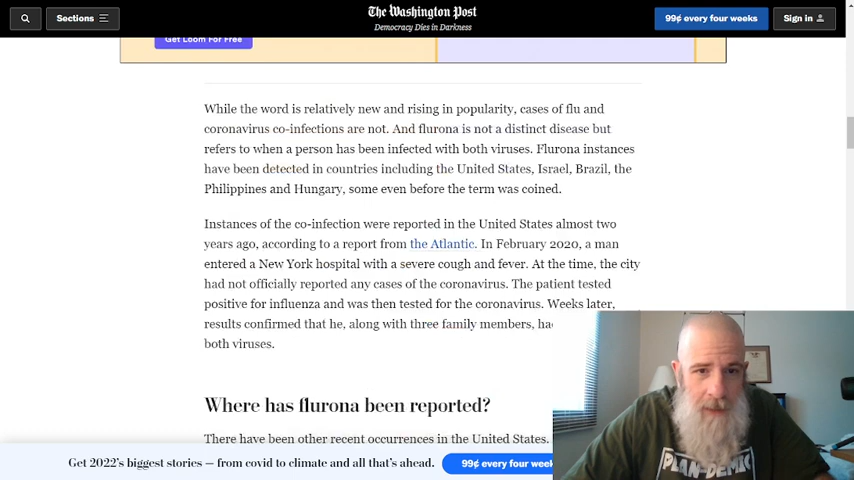 Sections
The Washington Post
Democracy Dies in Darkness
99¢ every four weeks
Sign in
Get Loom For Free
While the word is relatively new and rising in popularity, cases of flu and
coronavirus co-infections are not. And flurona is not a distinct disease but
refers to when a person has been infected with both viruses. Flurona instances
have been detected in countries including the United States, Israel, Brazil, the
Philippines and Hungary, some even before the term was coined.
Instances of the co-infection were reported in the United States almost two
years ago, according to a report from the Atlantic. In February 2020, a man
entered a New York hospital with a severe cough and fever. At the time, the city
had not officially reported any cases of the coronavirus. The patient tested
positive for influenza and was then tested for the coronavirus. Weeks later,
results confirmed that he, along with three family members, ha
both viruses.
Where has flurona been reported?
There have been other recent occurrences in the United States.
Get 2022's biggest stories — from covid to climate and all that's ahead.
99¢ every four week
PLAN-DEMIC